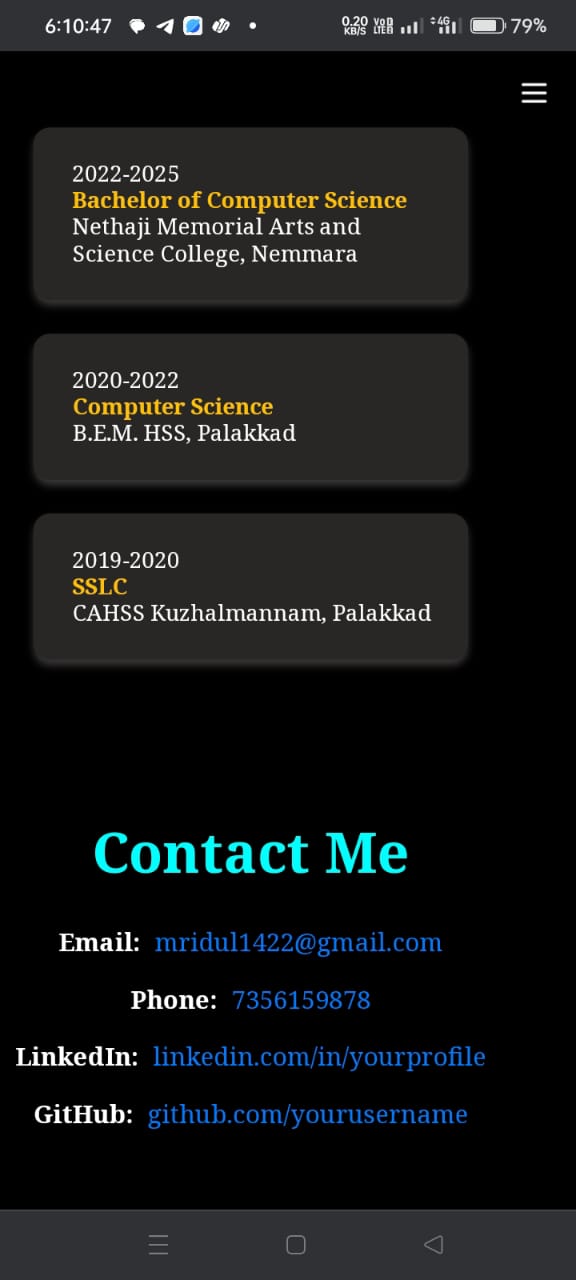 6:10:47 0.20 KB/S VoD LTE 4G 79%
2022-2025
Bachelor of Computer Science
Nethaji Memorial Arts and
Science College, Nemmara
2020-2022
Computer Science
B.E.M. HSS, Palakkad
2019-2020
SSLC
CAHSS Kuzhalmannam, Palakkad
Contact Me
Email: mridul1422@gmail.com
Phone: 7356159878
LinkedIn: linkedin.com/in/yourprofile
GitHub: github.com/yourusername